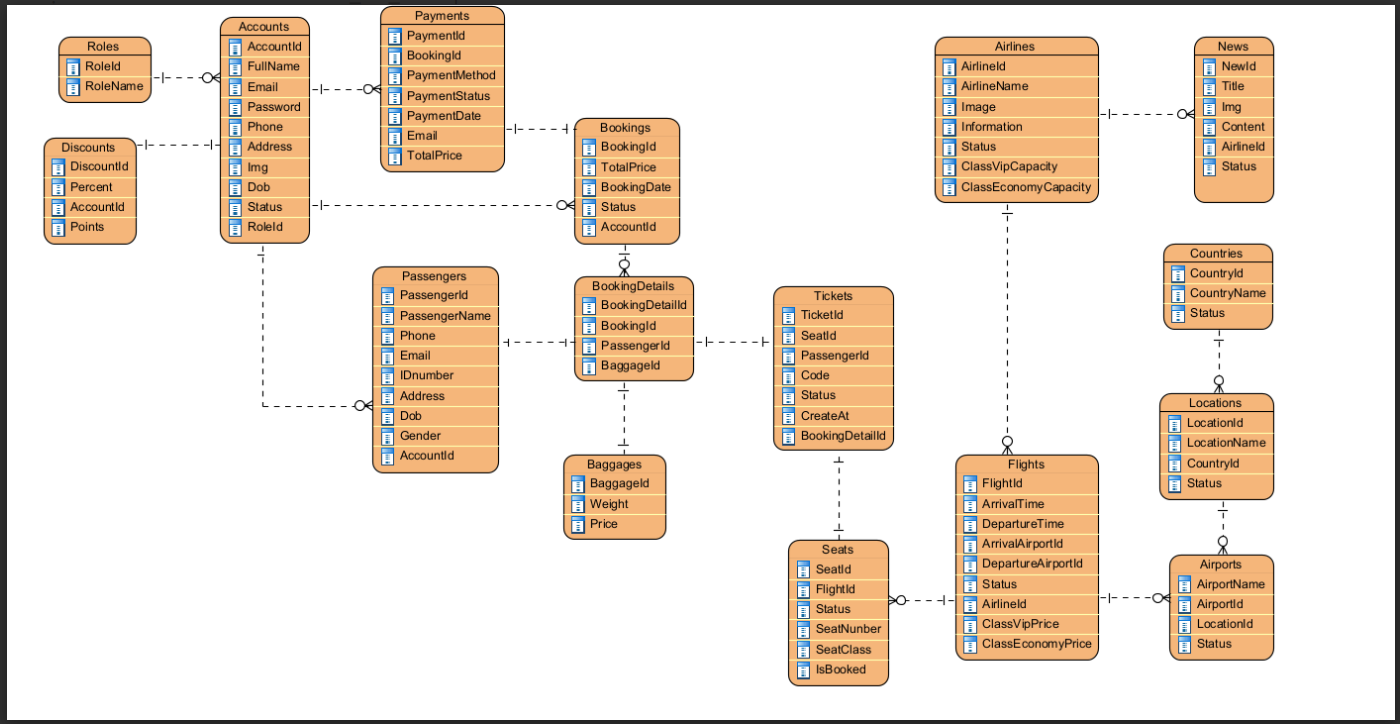 Roles
RoleId
RoleName
Discounts
DiscountId
Percent
AccountId
Points
Accounts
AccountId
FullName
Email
Password
Phone
Address
Img
Dob
Status
RoleId
Payments
PaymentId
BookingId
PaymentMethod
PaymentStatus
PaymentDate
Email
TotalPrice
Bookings
BookingId
TotalPrice
BookingDate
Status
AccountId
Passengers
PassengerId
PassengerName
Phone
Email
IDnumber
Address
Dob
Gender
AccountId
BookingDetails
BookingDetailId
BookingId
PassengerId
BaggageId
Baggages
BaggageId
Weight
Price
Tickets
TicketId
SeatId
PassengerId
Code
Status
CreateAt
BookingDetailId
Seats
SeatId
FlightId
Status
SeatNunber
SeatClass
IsBooked
Airlines
AirlineId
AirlineName
Image
Information
Status
ClassVipCapacity
ClassEconomyCapacity
Flights
FlightId
ArrivalTime
DepartureTime
ArrivalAirportId
DepartureAirportId
Status
AirlineId
ClassVipPrice
ClassEconomyPrice
News
NewId
Title
Img
Content
AirlineId
Status
Countries
CountryId
CountryName
Status
Locations
LocationId
LocationName
CountryId
Status
Airports
AirportName
AirportId
LocationId
Status